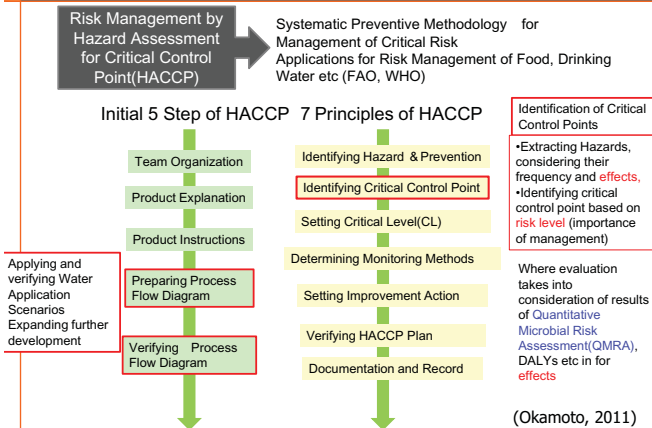 Risk Management by
Hazard Assessment
for Critical Control
Point(HACCP)
Systematic Preventive Methodology for
Management of Critical Risk
Applications for Risk Management of Food, Drinking
Water etc (FAO, WHO)
Initial 5 Step of HACCP
Team Organization
Product Explanation
Product Instructions
Preparing Process
Flow Diagram
Verifying Process
Flow Diagram
Applying and
verifying Water
Application
Scenarios
Expanding further
development
7 Principles of HACCP
Identifying Hazard & Prevention
Identifying Critical Control Point
Setting Critical Level(CL)
Determining Monitoring Methods
Setting Improvement Action
Verifying HACCP Plan
Documentation and Record
Identification of Critical
Control Points
•Extracting Hazards,
considering their
frequency and effects,
•Identifying critical
control point based on
risk level (importance
of management)
Where evaluation
takes into
consideration of results
of Quantitative
Microbial Risk
Assessment(QMRA),
DALYs etc in for
effects
(Okamoto, 2011)